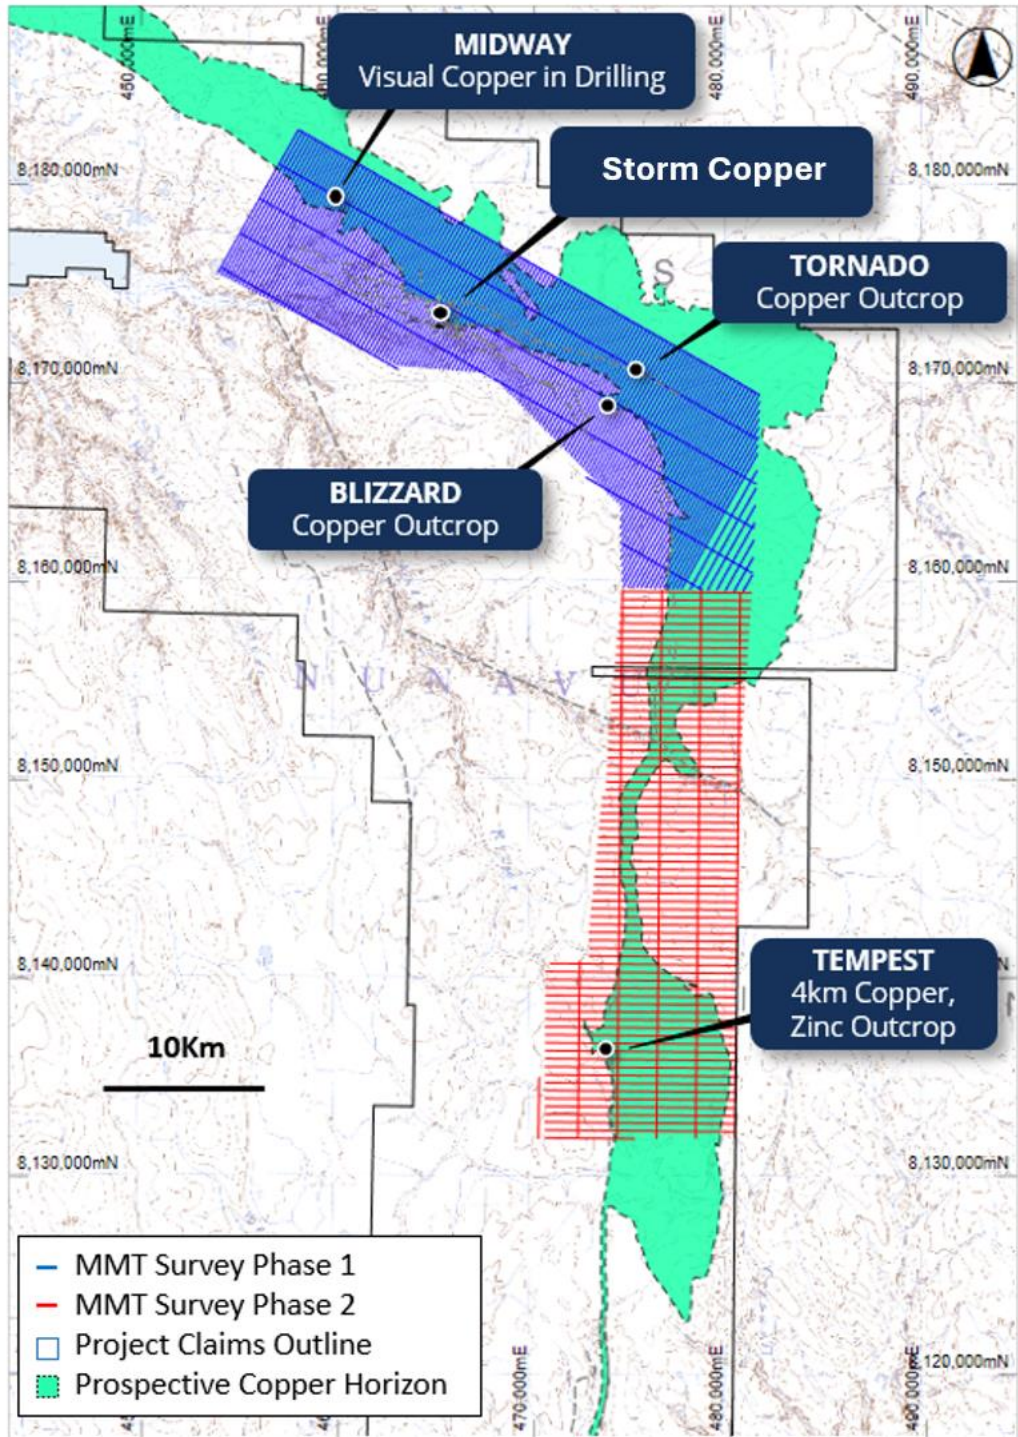 450,000mE
480,000mE
490,000mE
MIDWAY
Visual Copper in Drilling
8,180,000mN
8,180,000mN
Storm Copper
S
TORNADO
Copper Outcrop
8,170,000mN
8,170,000mN
BLIZZARD
Copper Outcrop
8,160,000mN
8,160,000mN
N U N A V
8,150,000mN
8,150,000mN
8,140,000mN
TEMPEST
4km Copper,
Zinc Outcrop
10Km
8,130,000mN
8,130,000mN
MMT Survey Phase 1
MMT Survey Phase 2
Project Claims Outline
Prospective Copper Horizon
120,000mN
470,000mE
480,000mE
490,000mE